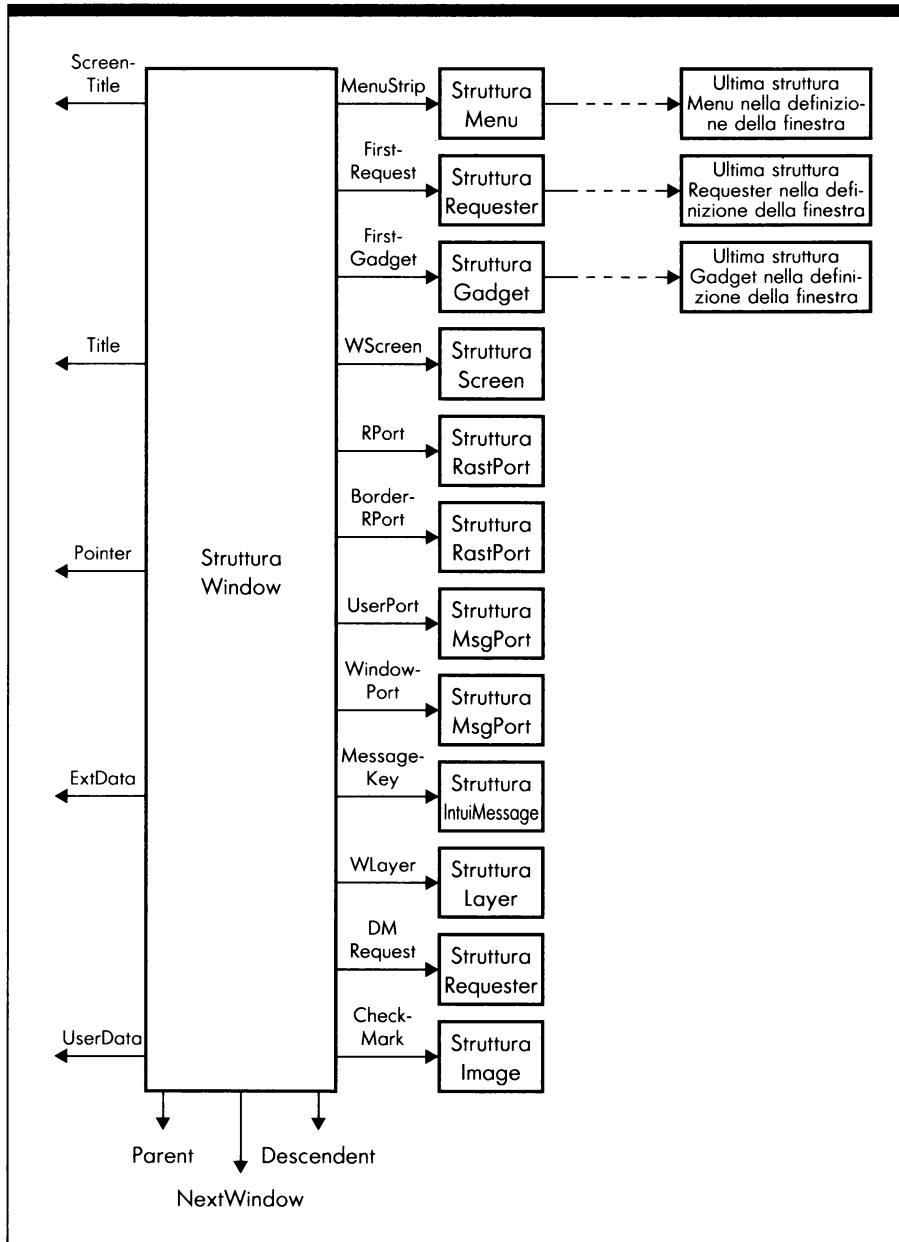 Screen-
Title
MenuStrip
Struttura
Menu
Ultima struttura
Menu nella definizio-
ne della finestra
First-
Request
Struttura
Requester
Ultima struttura
Requester nella defi-
nizione della finestra
First-
Gadget
Struttura
Gadget
Ultima struttura
Gadget nella defini-
zione della finestra
Title
WScreen
Struttura
Screen
RPort
Struttura
RastPort
Border-
RPort
Struttura
RastPort
Pointer
Struttura
Window
UserPort
Struttura
MsgPort
Window-
Port
Struttura
MsgPort
ExtData
Message-
Key
Struttura
IntuiMessage
WLayer
Struttura
Layer
DM
Request
Struttura
Requester
UserData
Check-
Mark
Struttura
Image
Parent
Descendent
NextWindow